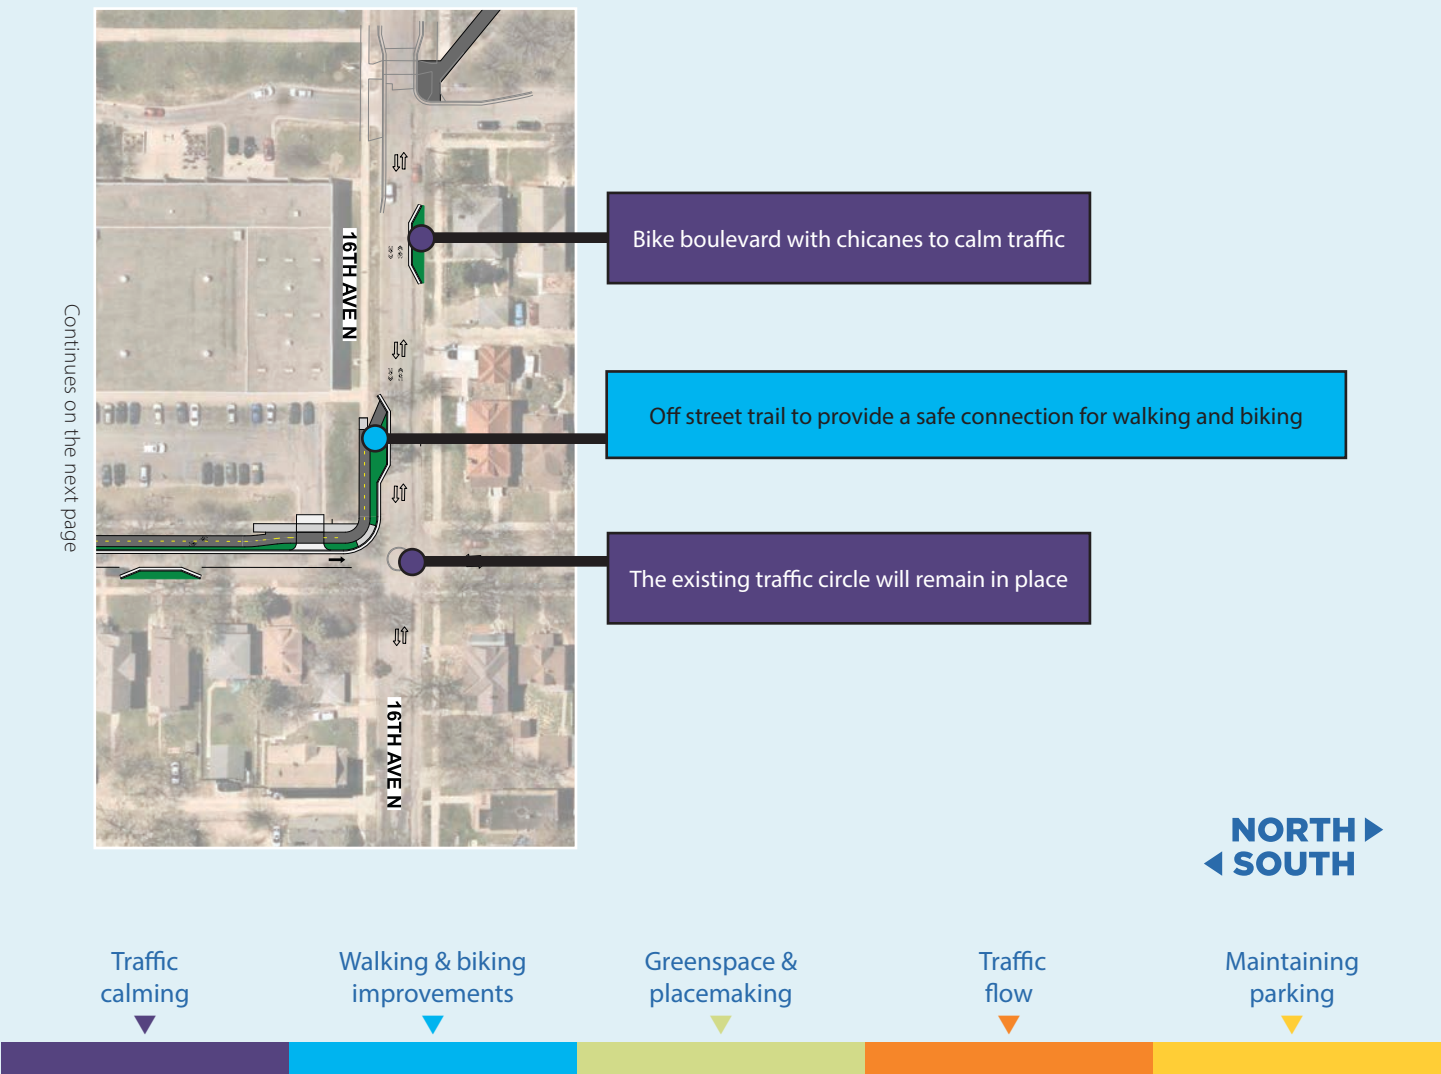 16TH AVE N
Bike boulevard with chicanes to calm traffic
Continues on the next page
Off street trail to provide a safe connection for walking and biking
The existing traffic circle will remain in place
16TH AVE N
NORTH
SOUTH
Traffic
calming
Walking & biking
improvements
Greenspace &
placemaking
Traffic
flow
Maintaining
parking